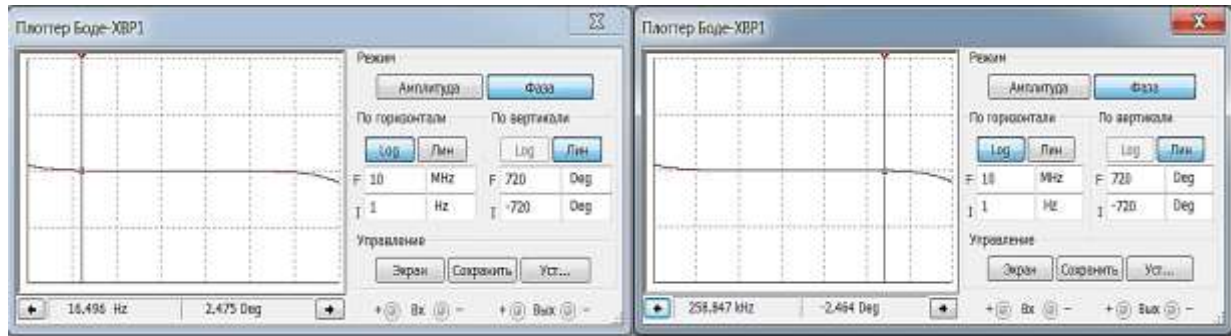 Плоттер Боде-XBP1
Режим
Амплитуда Фаза
По горизонтали По вертикали
Log Лин Log Лин
F 10 MHz F 720 Deg
I 1 Hz I -720 Deg
Управление
Экран Сохранить Уст...
16.496 Hz 2.475 Deg + Вх - + Вых -
Плоттер Боде-XBP1
Режим
Амплитуда Фаза
По горизонтали По вертикали
Log Лин Log Лин
F 10 MHz F 720 Deg
I 1 Hz I -720 Deg
Управление
Экран Сохранить Уст...
258.847 kHz -2.464 Deg + Вх - + Вых -